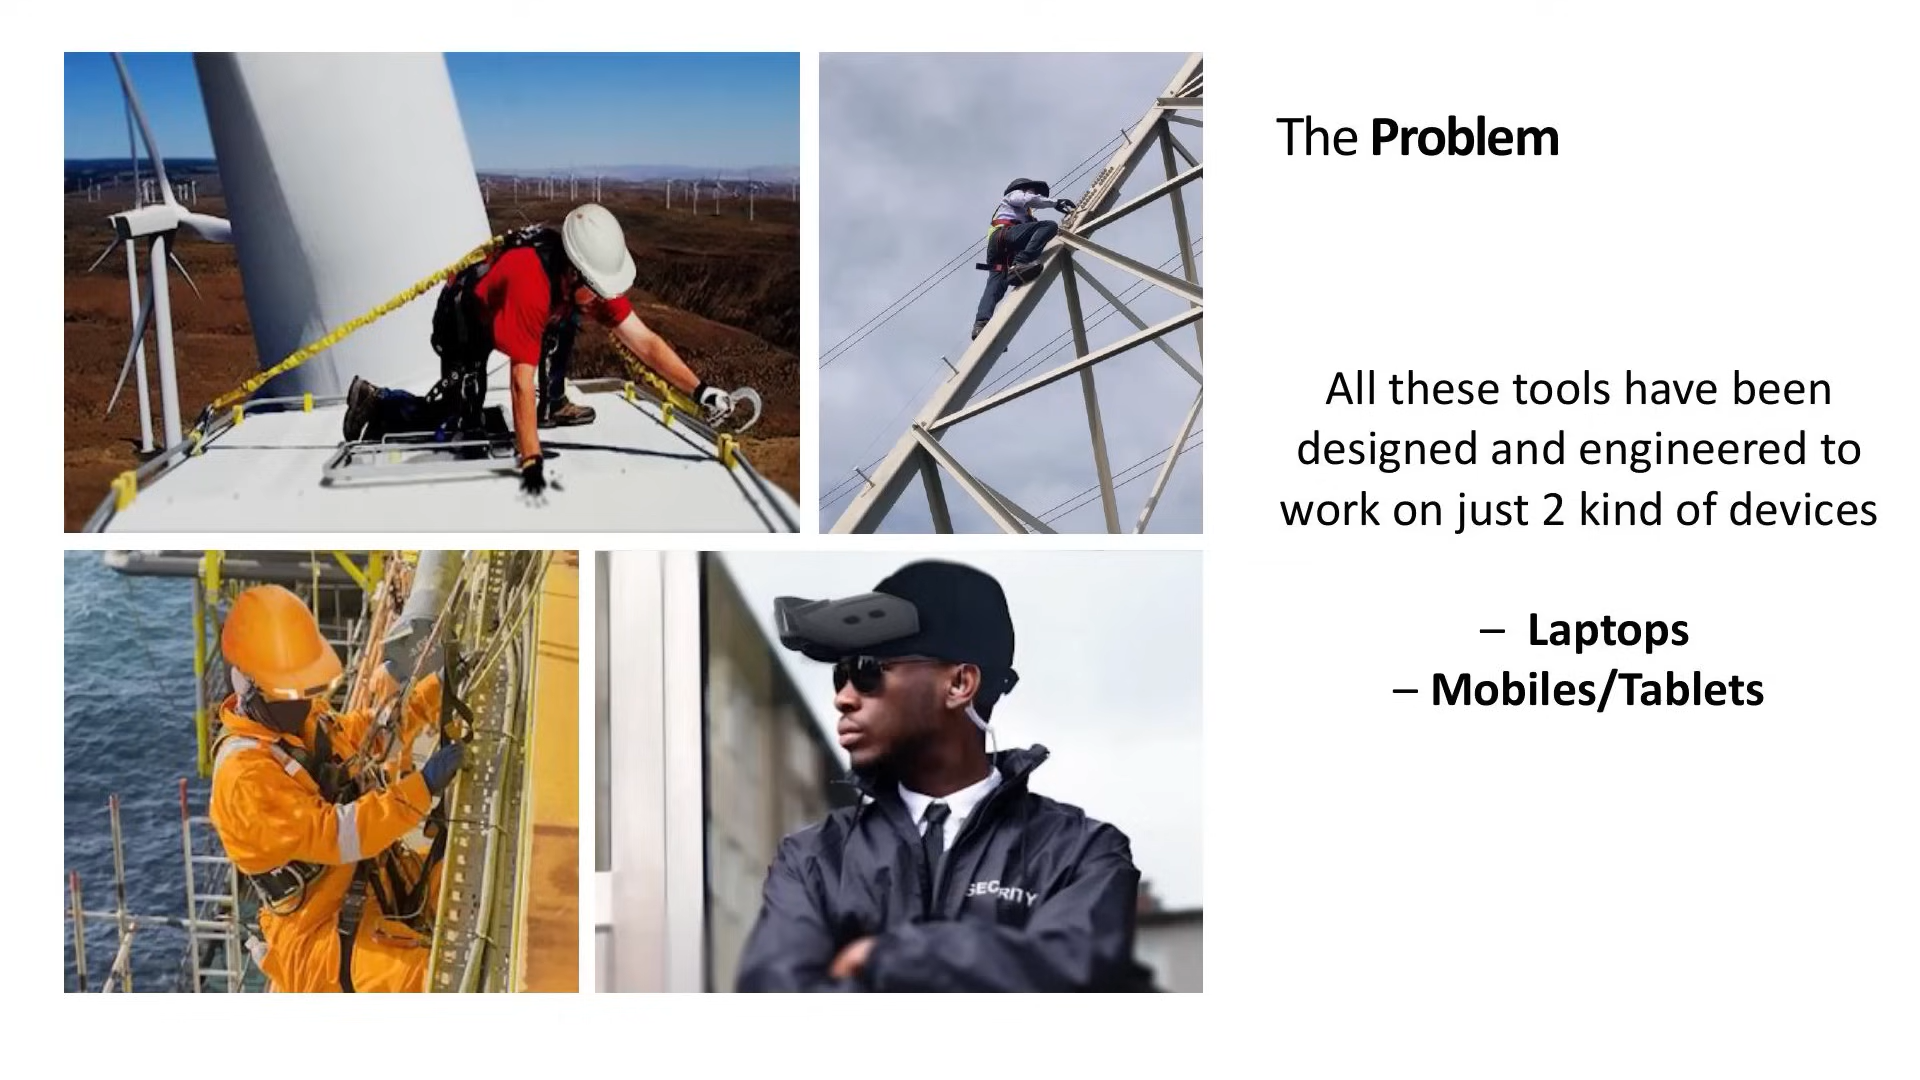 The Problem
All these tools have been
designed and engineered to
work on just 2 kind of devices
– Laptops
– Mobiles/Tablets
SECRITY